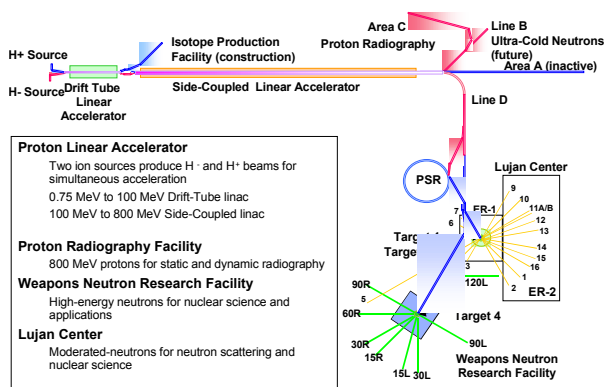 Area C
Line B
Isotope Production
Facility (construction)
Proton Radiography
Ultra-Cold Neutrons
(future)
H+ Source
Area A (inactive)
H- Source
Drift Tube
Linear
Accelerator
Side-Coupled Linear Accelerator
Line D
Proton Linear Accelerator
Two ion sources produce H - and H+ beams for
simultaneous acceleration
0.75 MeV to 100 MeV Drift-Tube linac
100 MeV to 800 MeV Side-Coupled linac
Proton Radiography Facility
800 MeV protons for static and dynamic radiography
Weapons Neutron Research Facility
High-energy neutrons for nuclear science and
applications
Lujan Center
Moderated-neutrons for neutron scattering and
nuclear science
PSR
Lujan Center
9
10
7
ER-1
11A/B
6
12
13
Target
Target
14
15
16
3
1
2
120L
ER-2
90R
5
60R
Target 4
30R
15R
90L
15L
30L
Weapons Neutron
Research Facility